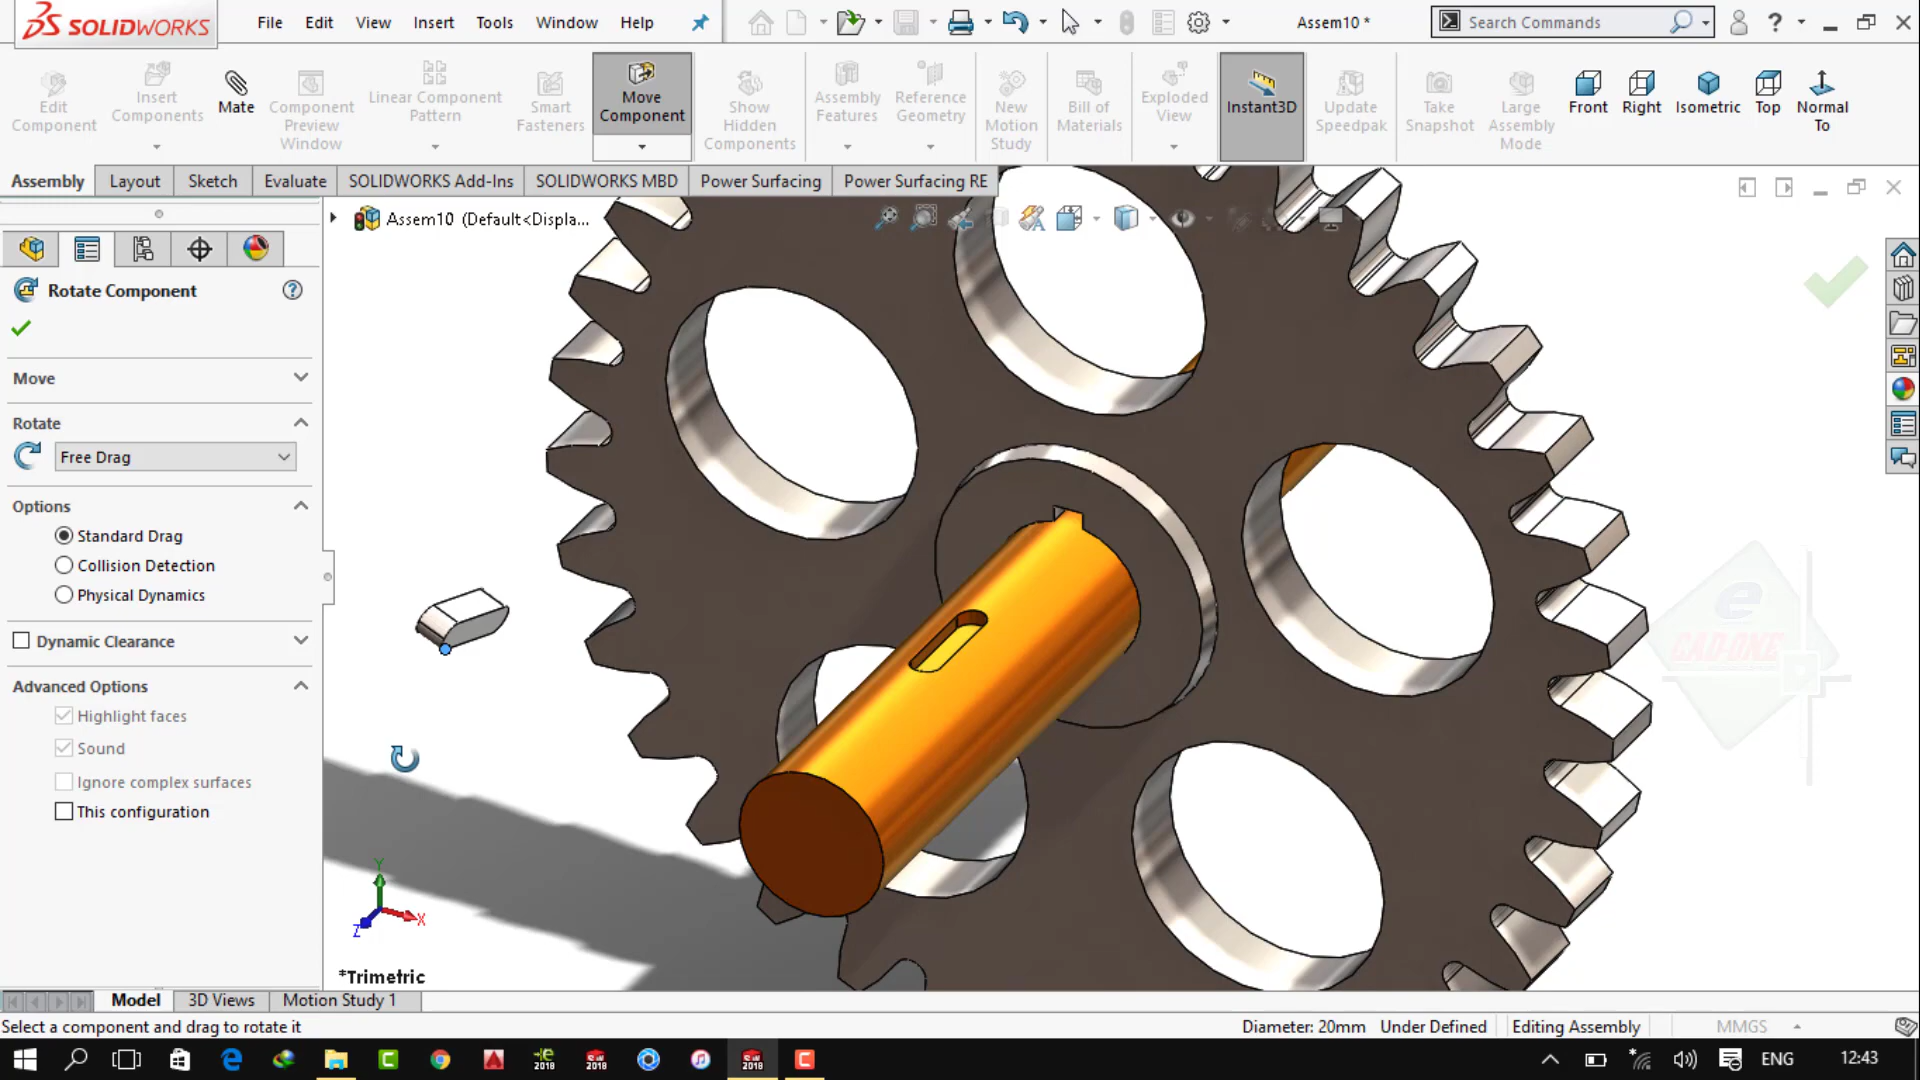 SOLIDWORKS
File Edit View Insert Tools Window Help
Assem10 *
Search Commands
Edit Component
Insert Components
Mate
Component Preview Window
Linear Component Pattern
Smart Fasteners
Move Component
Show Hidden Components
Assembly Features
Reference Geometry
New Motion Study
Bill of Materials
Exploded View
Instant3D
Update Speedpak
Take Snapshot
Large Assembly Mode
Front
Right
Isometric
Top
Normal To
Assembly Layout Sketch Evaluate SOLIDWORKS Add-Ins SOLIDWORKS MBD Power Surfacing Power Surfacing RE
Assem10 (Default<Displa...
Rotate Component
Move
Rotate
Free Drag
Options
Standard Drag
Collision Detection
Physical Dynamics
Dynamic Clearance
Advanced Options
Highlight faces
Sound
Ignore complex surfaces
This configuration
Y
X
Z
*Trimetric
e
CAD-ONE
Model 3D Views Motion Study 1
Select a component and drag to rotate it
Diameter: 20mm Under Defined Editing Assembly MMGS
ENG 12:43